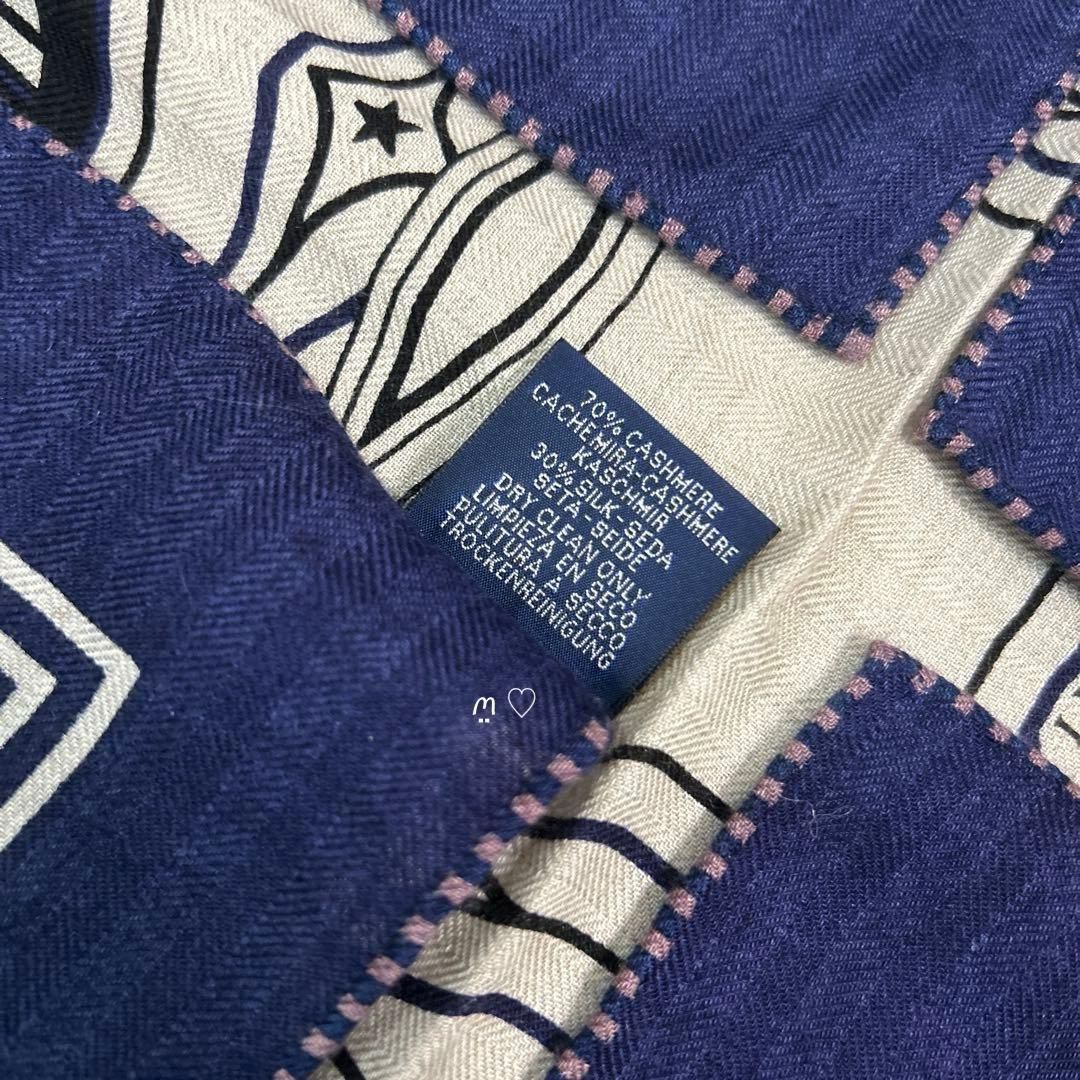 70% CASHMERE
CACHEMIRA-CASHMERE
KASCHMIR
30% SILK-SEDA
SETA-SEIDE
DRY CLEAN ONLY
LIMPIEZA EN SECO
PULITURA A SECCO
TROCKENREINIGUNG